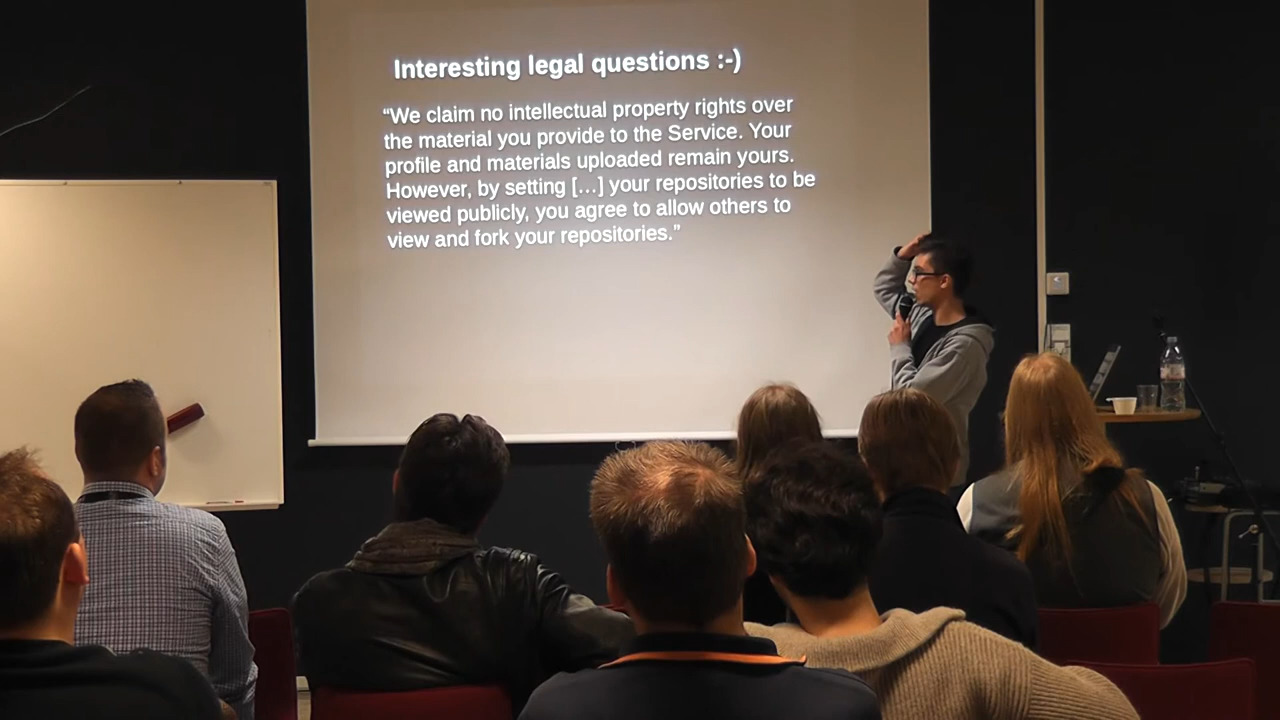 Interesting legal questions :-)
“We claim no intellectual property rights over
the material you provide to the Service. Your
profile and materials uploaded remain yours.
However, by setting […] your repositories to be
viewed publicly, you agree to allow others to
view and fork your repositories.”